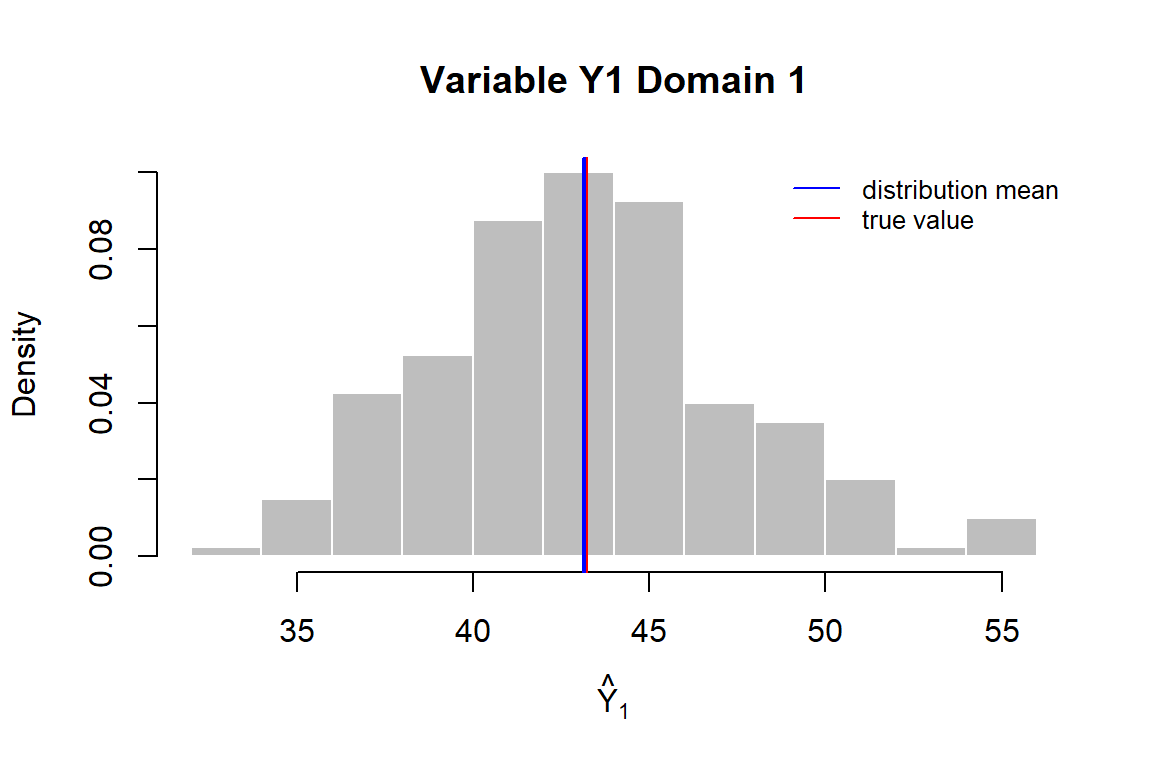 Variable Y1 Domain 1
distribution mean
true value
Density
0.00
0.04
0.08
35 40 45 50 55
Ŷ₁